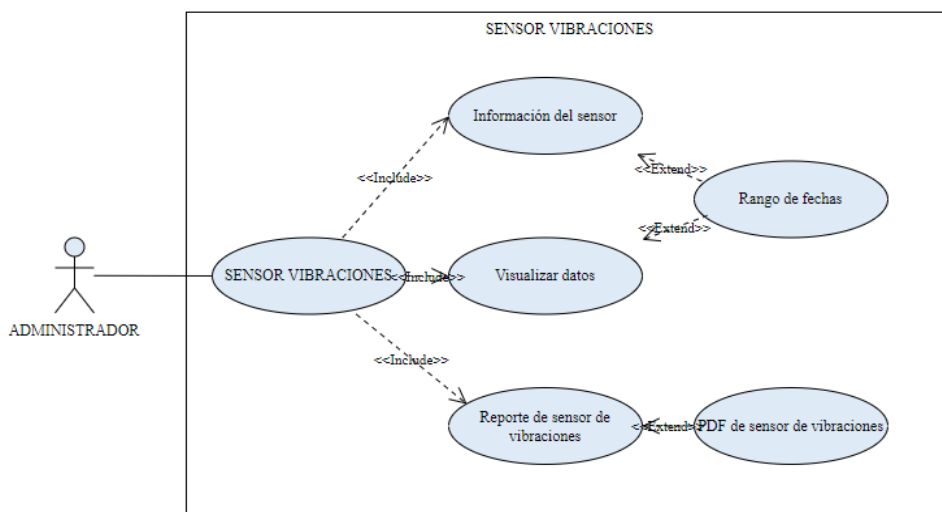 SENSOR VIBRACIONES
Información del sensor
<<Include>>
<<Extend>>
Rango de fechas
<<Extend>>
SENSOR VIBRACIONES
<<Include>>
Visualizar datos
ADMINISTRADOR
<<Include>>
Reporte de sensor de
vibraciones
<<Extend>>
PDF de sensor de vibraciones